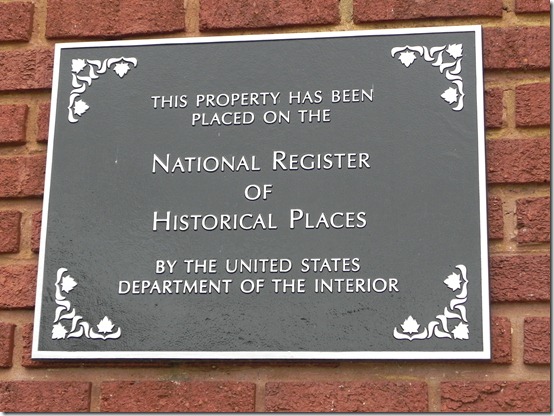 THIS PROPERTY HAS BEEN
PLACED ON THE
NATIONAL REGISTER
OF
HISTORICAL PLACES
BY THE UNITED STATES
DEPARTMENT OF THE INTERIOR